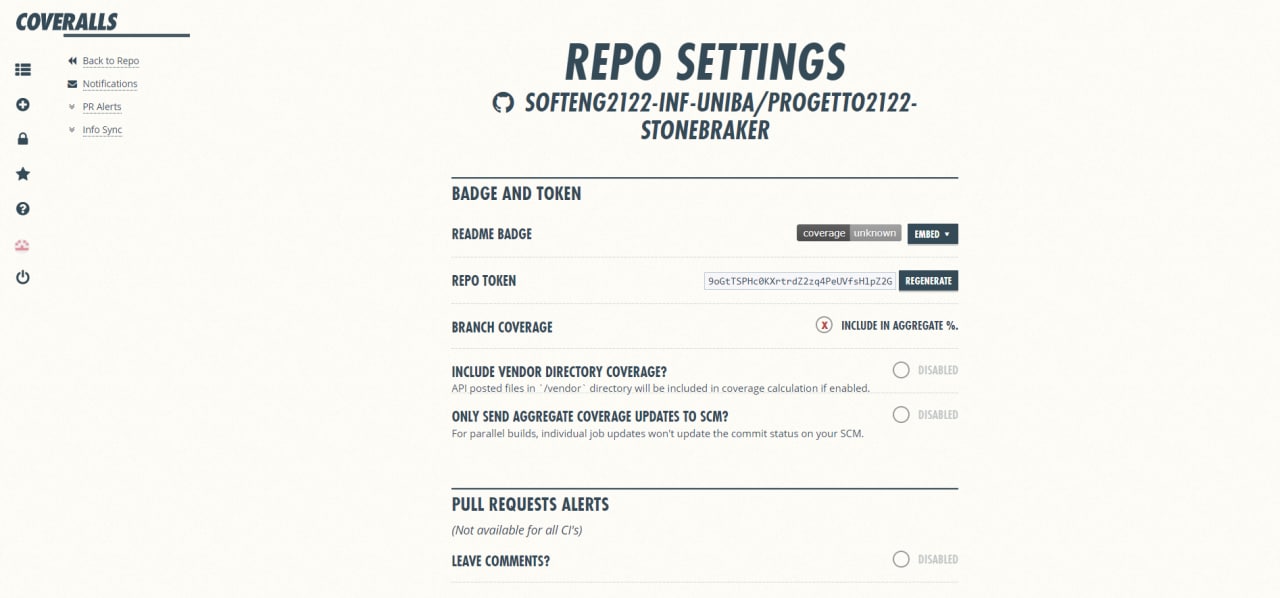 COVERALLS
Back to Repo
Notifications
PR Alerts
Info Sync
REPO SETTINGS
SOFTENG2122-INF-UNIBA/PROGETTO2122-
STONEBRAKER
BADGE AND TOKEN
README BADGE
coverage unknown
EMBED
REPO TOKEN
9oGtTSPHc0KXrtrdZ2zq4PeUVfsHlpZ2G
REGENERATE
BRANCH COVERAGE
X INCLUDE IN AGGREGATE %.
INCLUDE VENDOR DIRECTORY COVERAGE?
DISABLED
API posted files in `/vendor` directory will be included in coverage calculation if enabled.
ONLY SEND AGGREGATE COVERAGE UPDATES TO SCM?
DISABLED
For parallel builds, individual job updates won't update the commit status on your SCM.
PULL REQUESTS ALERTS
(Not available for all CI's)
LEAVE COMMENTS?
DISABLED